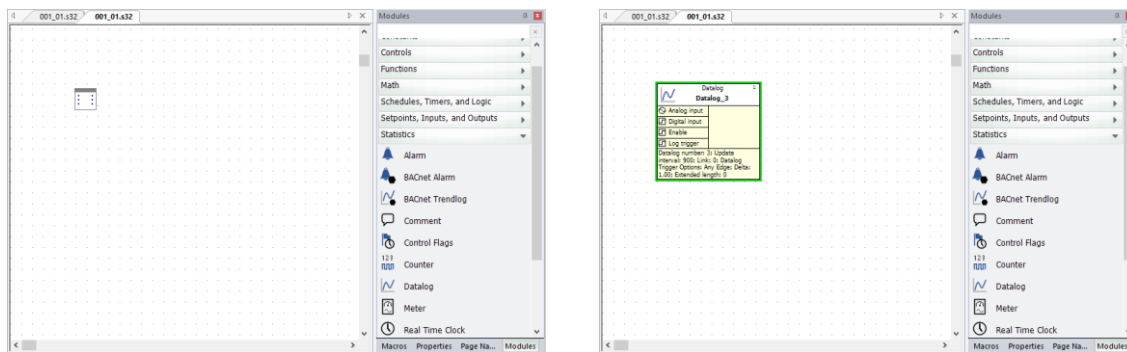 001_01.s32 001_01.s32
Modules
Controls
Functions
Math
Schedules, Timers, and Logic
Setpoints, Inputs, and Outputs
Statistics
Alarm
BACnet Alarm
BACnet Trendlog
Comment
Control Flags
123
Counter
Datalog
Meter
Real Time Clock
Macros Properties Page Na... Modules
001_01.s32 001_01.s32
Datalog 1
Datalog_3
Analog input
Digital input
Enable
Log trigger
Datalog number: 3; Update
interval: 900; Link: 0; Datalog
Trigger Options: Any Edge; Delta:
1.00; Extended length: 0
Modules
Controls
Functions
Math
Schedules, Timers, and Logic
Setpoints, Inputs, and Outputs
Statistics
Alarm
BACnet Alarm
BACnet Trendlog
Comment
Control Flags
123
Counter
Datalog
Meter
Real Time Clock
Macros Properties Page Na... Modules